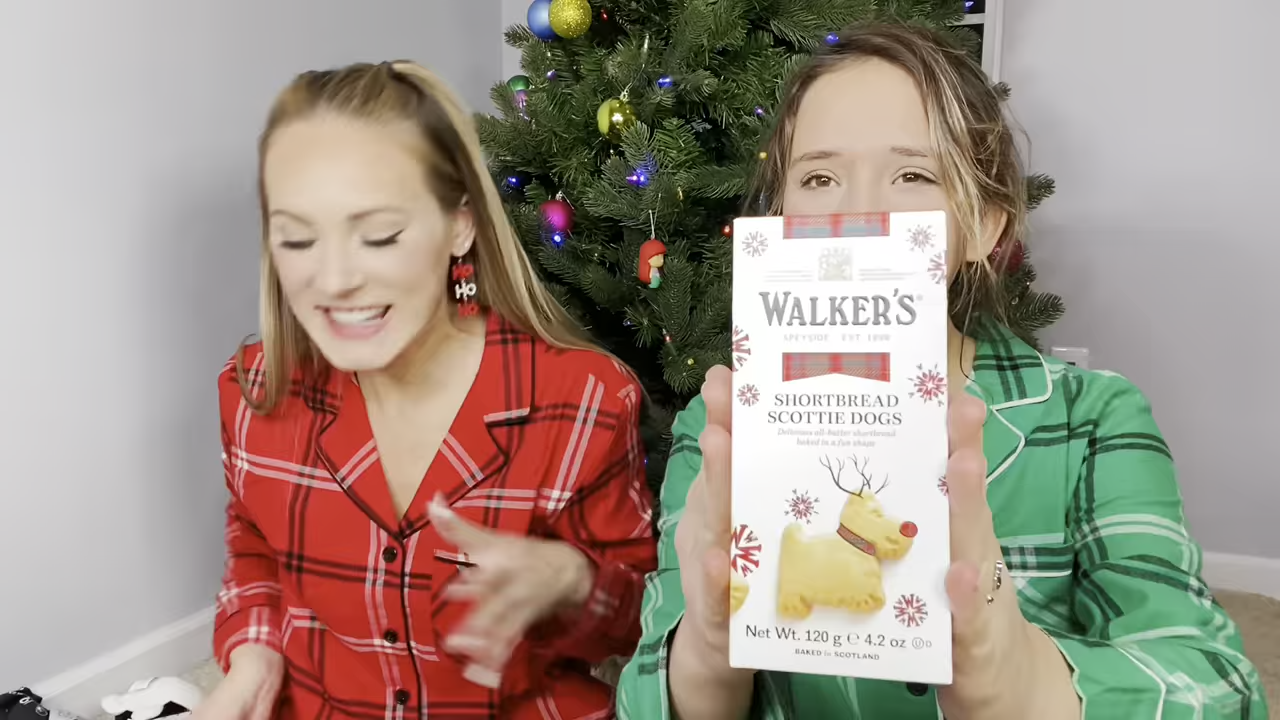 HO
HO
HO
WALKER'S
SPEYSIDE EST 1898
SHORTBREAD
SCOTTIE DOGS
Delicious all-butter shortbread
baked in a fun shape
Net Wt. 120 g e 4.2 oz U D
BAKED in SCOTLAND